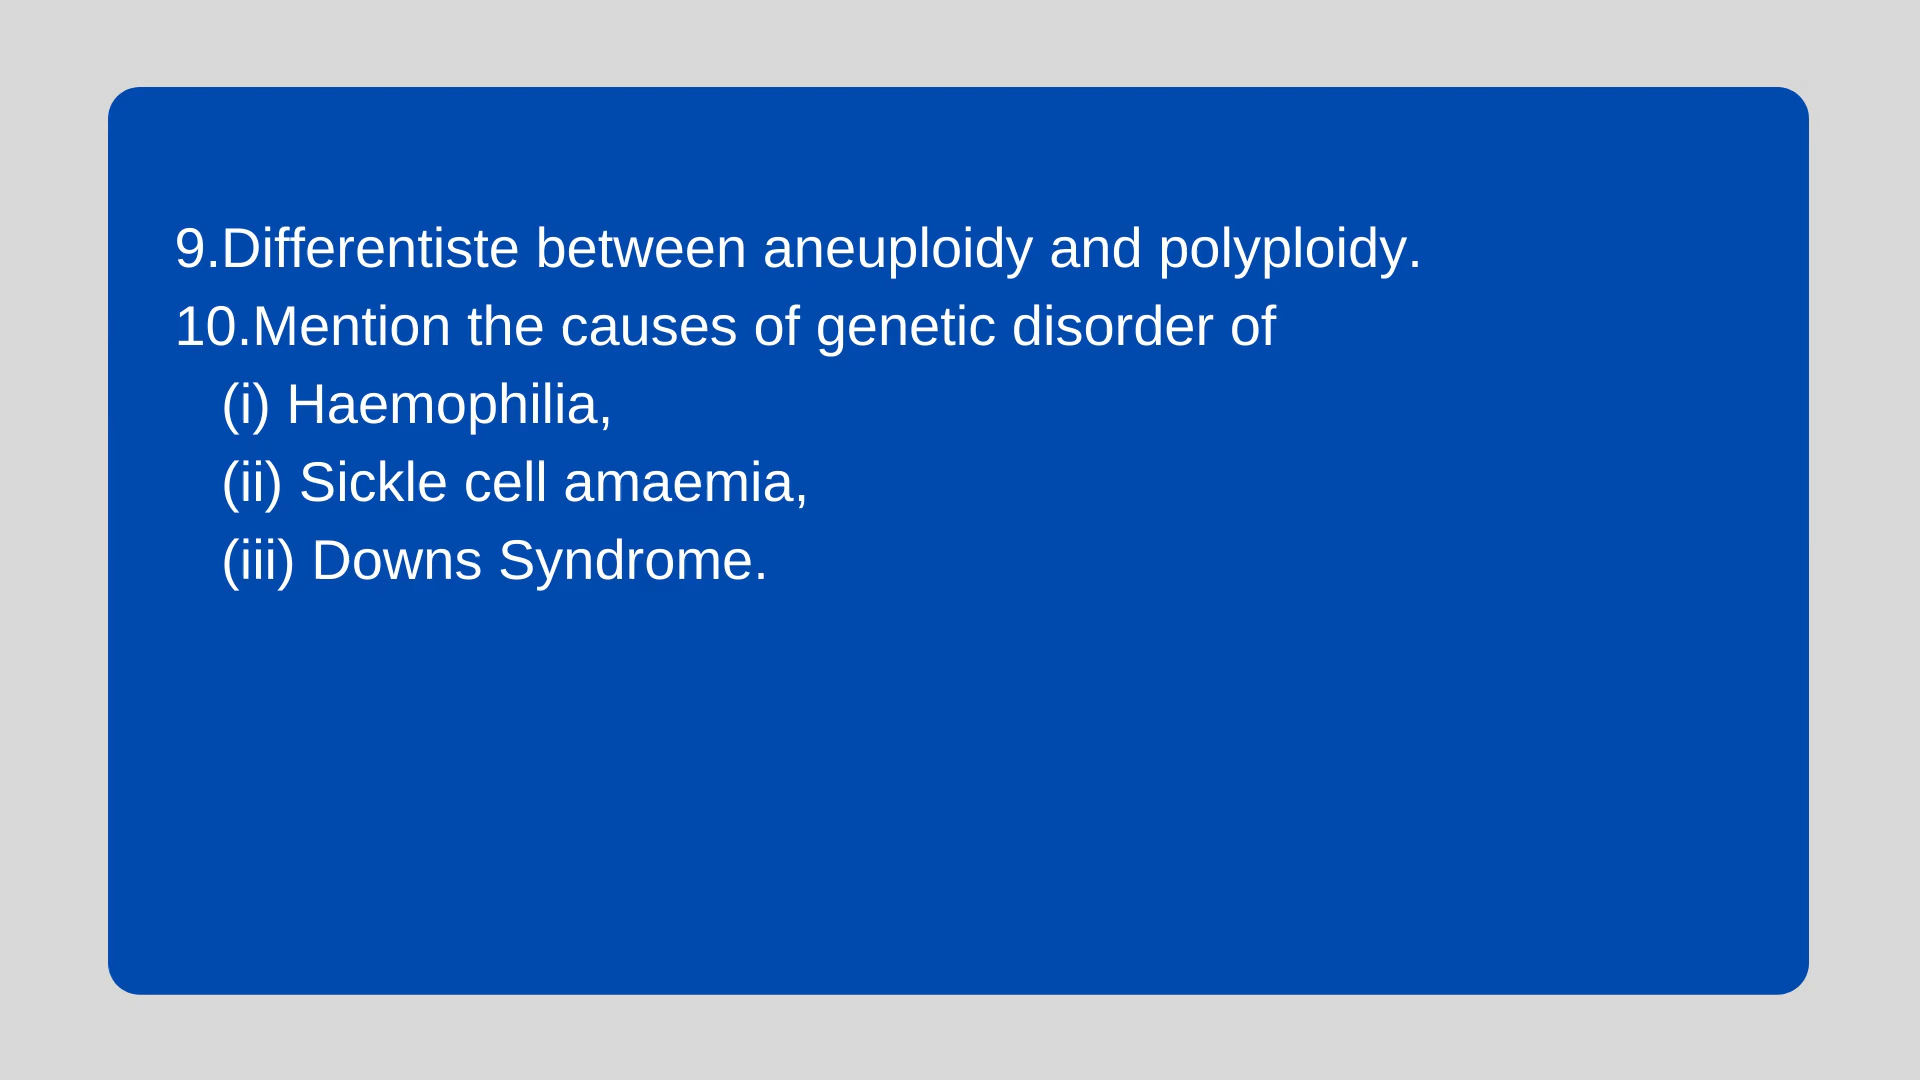 9.Differentiste between aneuploidy and polyploidy.
10.Mention the causes of genetic disorder of
(i) Haemophilia,
(ii) Sickle cell amaemia,
(iii) Downs Syndrome.